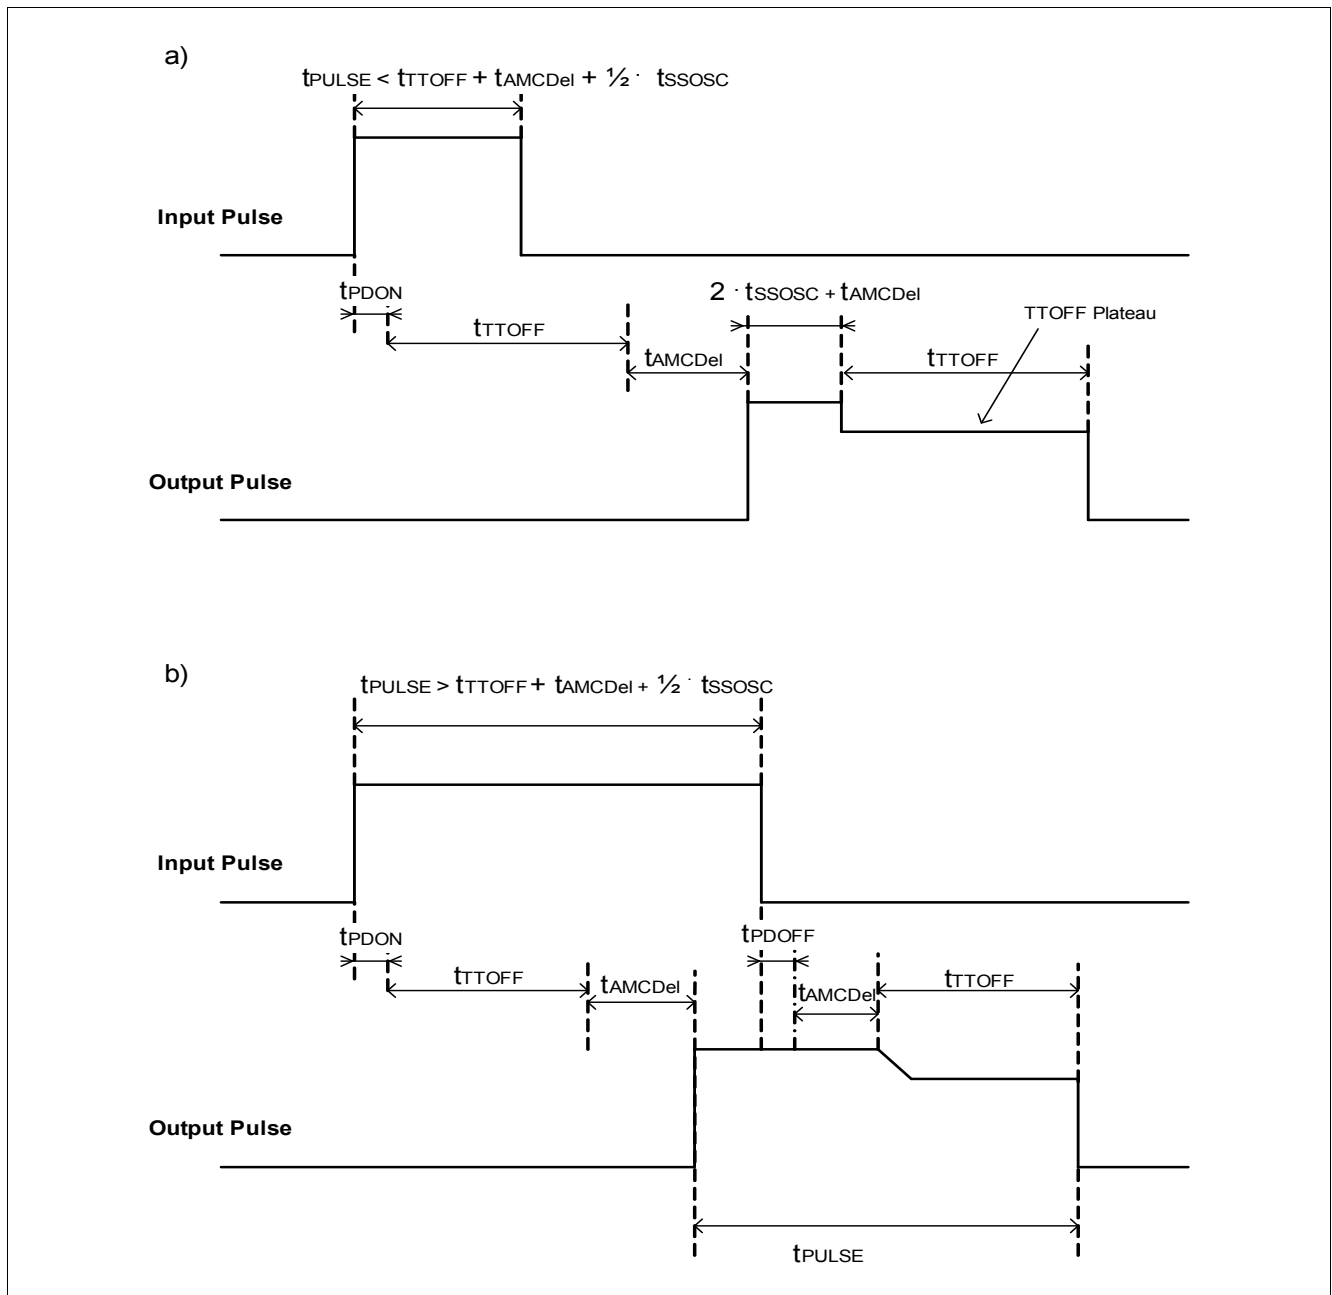 a)
tPULSE < tTTOFF + tAMCDel + ½ · tSSOSC
Input Pulse
tPDON
2 · tSSOSC + tAMCDel
TTOFF Plateau
tTTOFF
tAMCDel
tTTOFF
Output Pulse
b)
tPULSE > tTTOFF + tAMCDel + ½ · tSSOSC
Input Pulse
tPDON
tPDOFF
tTTOFF
tAMCDel
tAMCDel
tTTOFF
Output Pulse
tPULSE